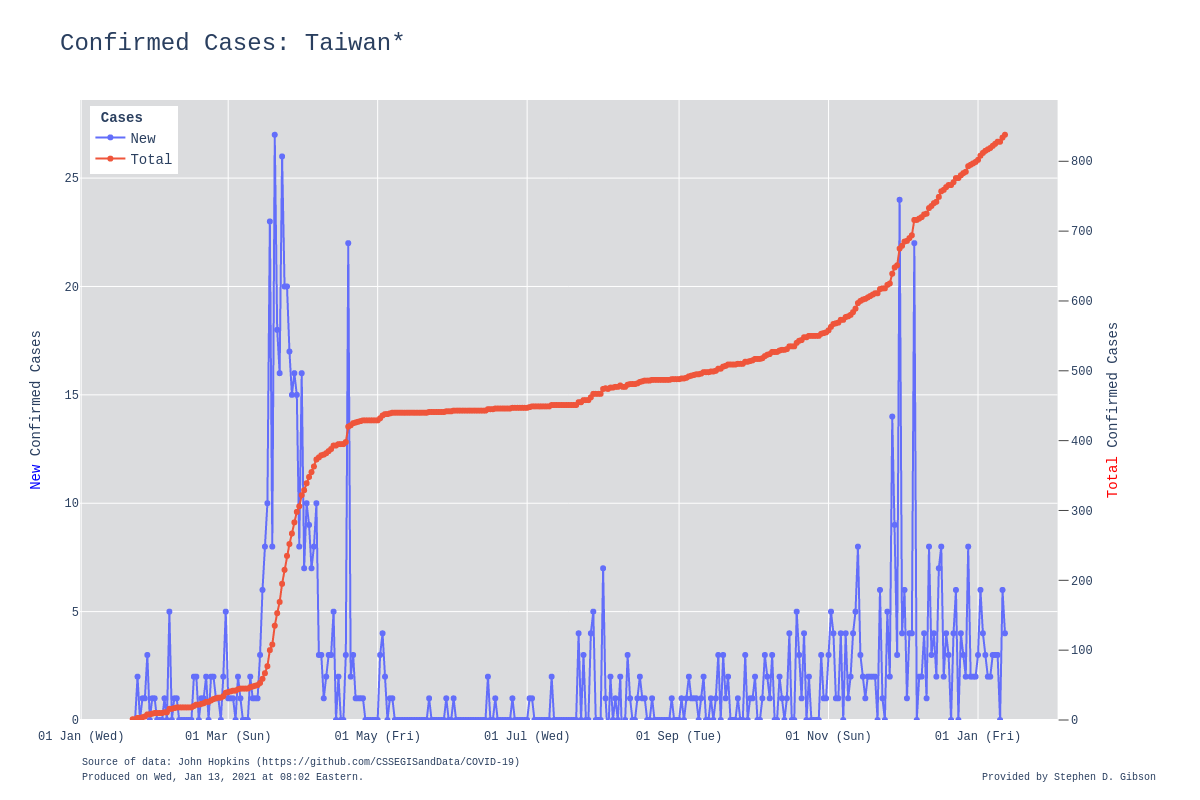 Confirmed Cases: Taiwan*
Cases
New
Total
25
20
15
10
5
0
800
700
600
500
400
300
200
100
0
New Confirmed Cases
Total Confirmed Cases
01 Jan (Wed)
01 Mar (Sun)
01 May (Fri)
01 Jul (Wed)
01 Sep (Tue)
01 Nov (Sun)
01 Jan (Fri)
Source of data: John Hopkins (https://github.com/CSSEGISandData/COVID-19)
Produced on Wed, Jan 13, 2021 at 08:02 Eastern.
Provided by Stephen D. Gibson